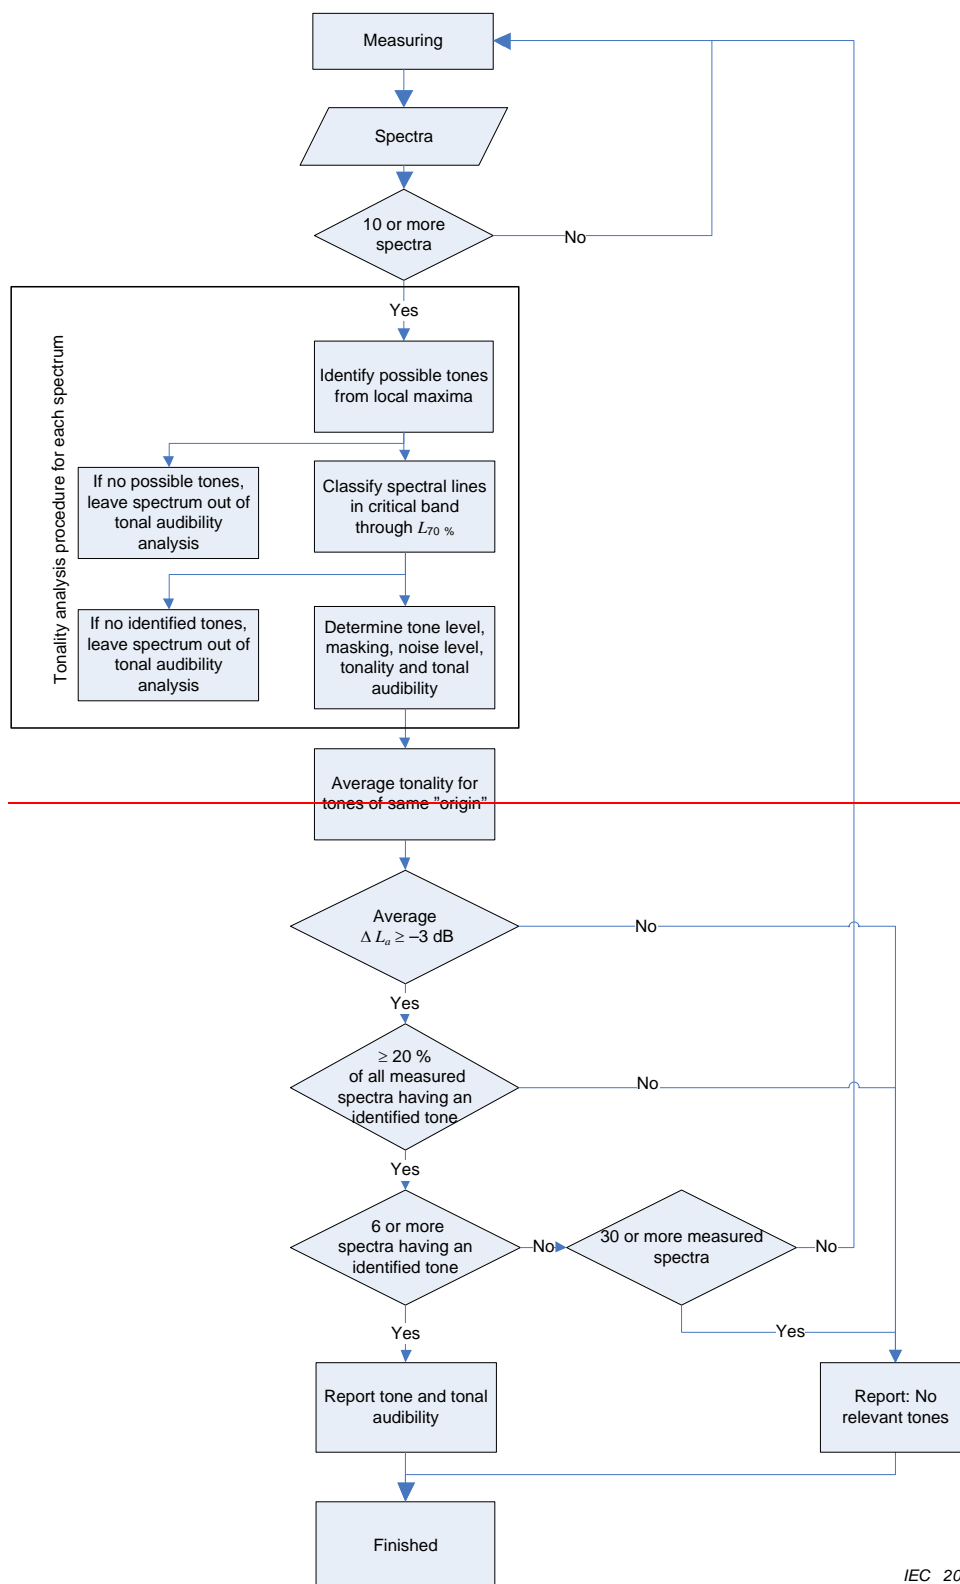 Measuring
Spectra
10 or more
spectra
No
Yes
Tonality analysis procedure for each spectrum
Identify possible tones
from local maxima
If no possible tones,
leave spectrum out of
tonal audibility
analysis
Classify spectral lines
in critical band
through L70 %
If no identified tones,
leave spectrum out of
tonal audibility
analysis
Determine tone level,
masking, noise level,
tonality and tonal
audibility
Average tonality for
tones of same ”origin”
Average
Δ La ≥ –3 dB
No
Yes
≥ 20 %
of all measured
spectra having an
identified tone
No
Yes
6 or more
spectra having an
identified tone
No
30 or more measured
spectra
No
Yes
Yes
Report tone and tonal
audibility
Report: No
relevant tones
Finished
IEC 20